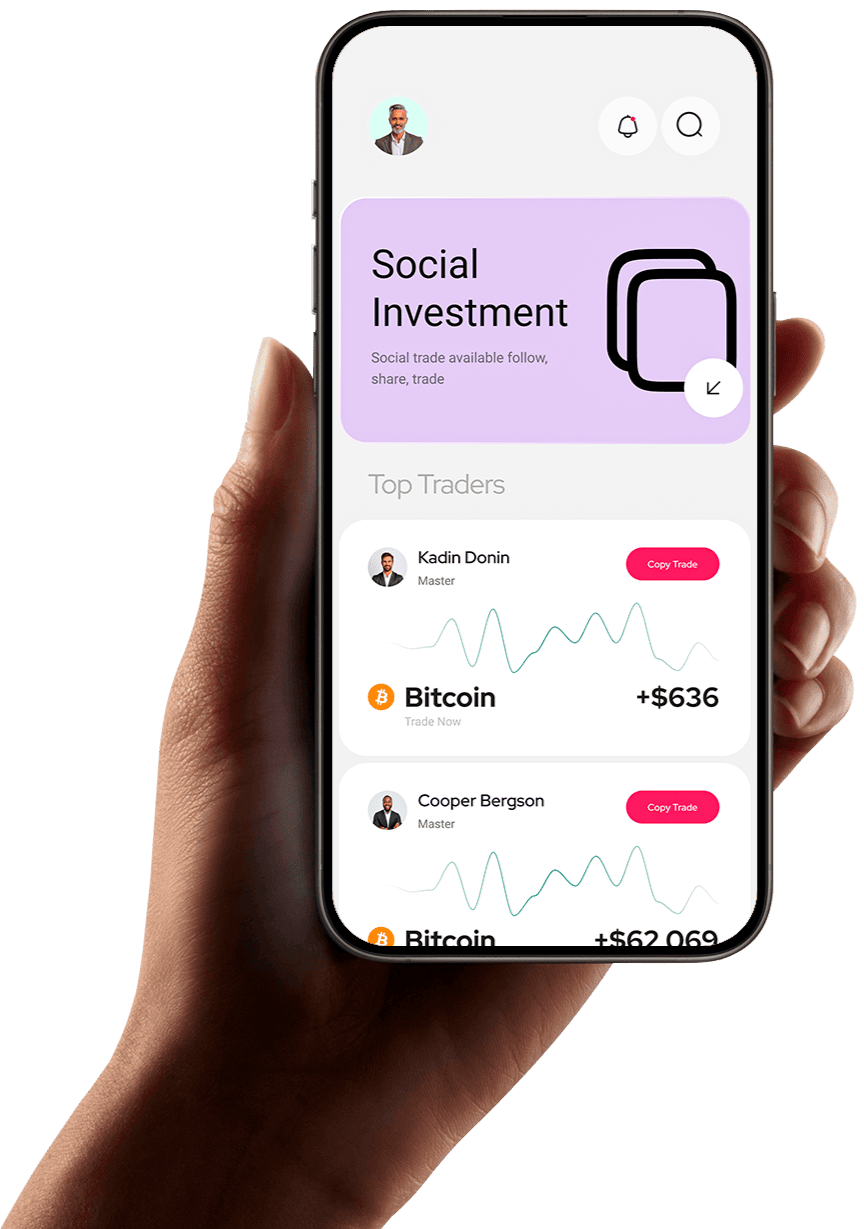 Social
Investment
Social trade available follow,
share, trade
Top Traders
Kadin Donin
Copy Trade
Master
Bitcoin
+$636
Trade Now
Cooper Bergson
Copy Trade
Master
Bitcoin
+$62,069